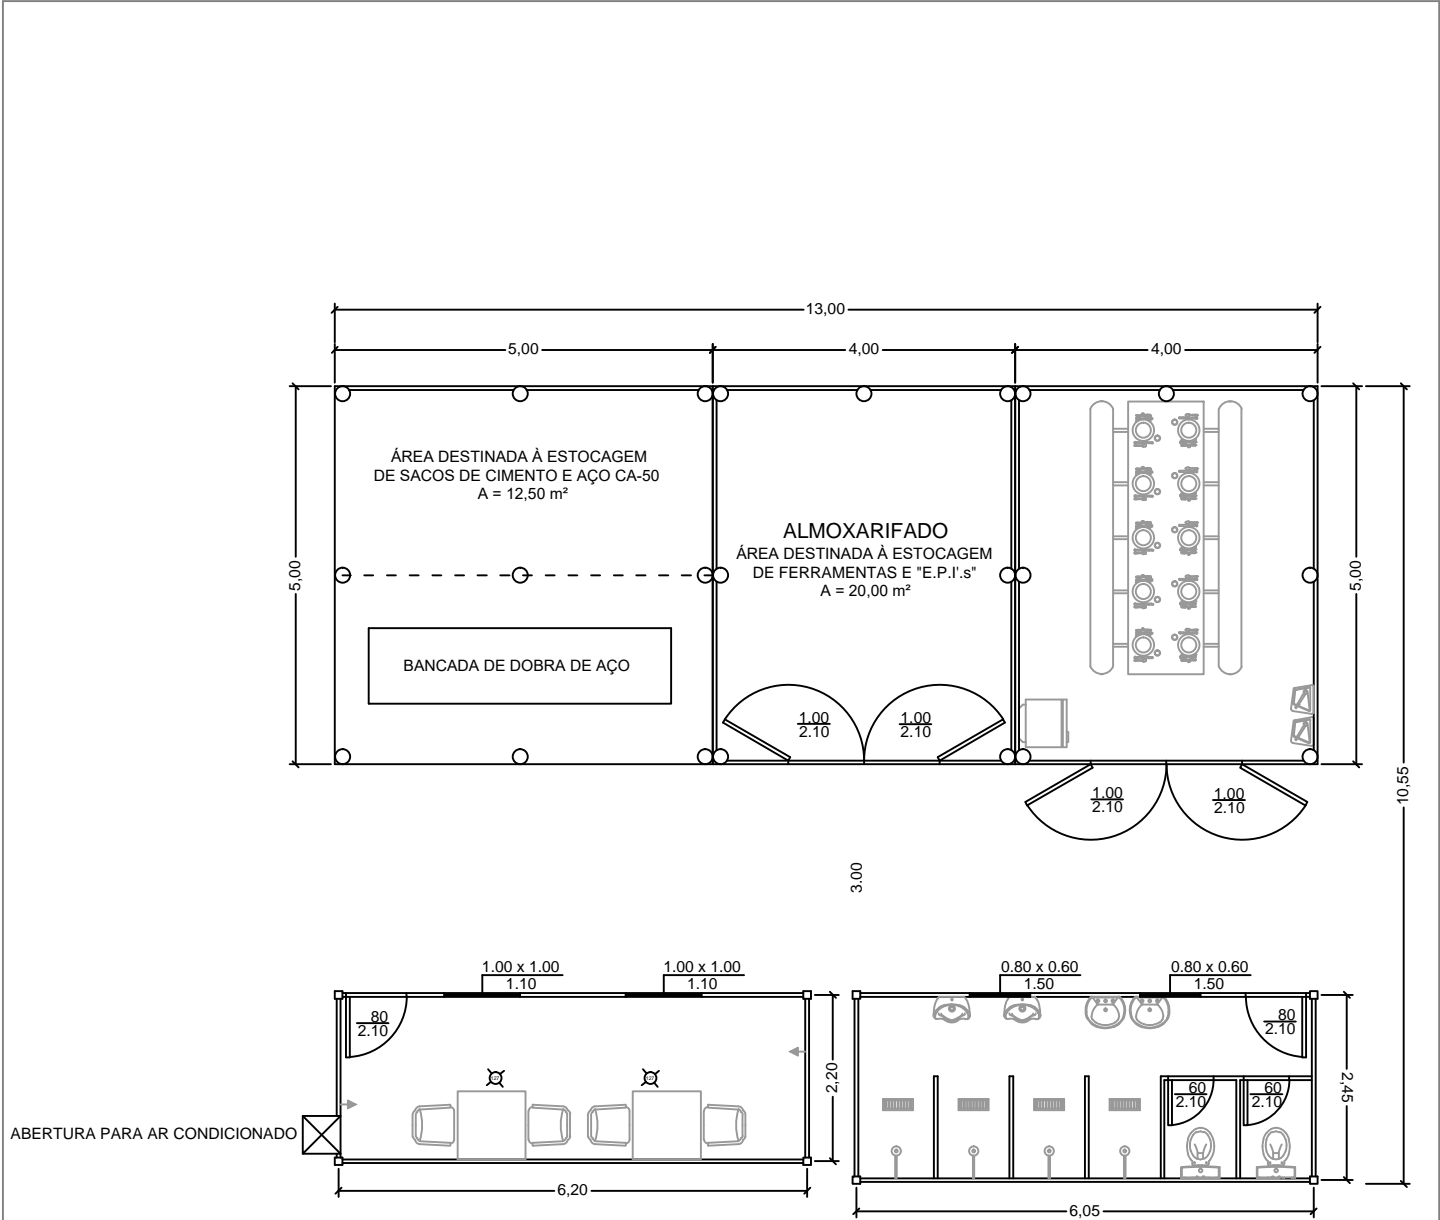 13,00
5,00
4,00
4,00
ÁREA DESTINADA À ESTOCAGEM
DE SACOS DE CIMENTO E AÇO CA-50
A = 12,50 m²
ALMOXARIFADO
ÁREA DESTINADA À ESTOCAGEM
DE FERRAMENTAS E "E.P.I'.s"
A = 20,00 m²
5,00
5,00
BANCADA DE DOBRA DE AÇO
1.00
2.10
1.00
2.10
1.00
2.10
1.00
2.10
10,55
3.00
1.00 x 1.00
1.10
1.00 x 1.00
1.10
0.80 x 0.60
1.50
0.80 x 0.60
1.50
80
2.10
80
2.10
2,20
2,45
60
2.10
60
2.10
ABERTURA PARA AR CONDICIONADO
6,20
6,05